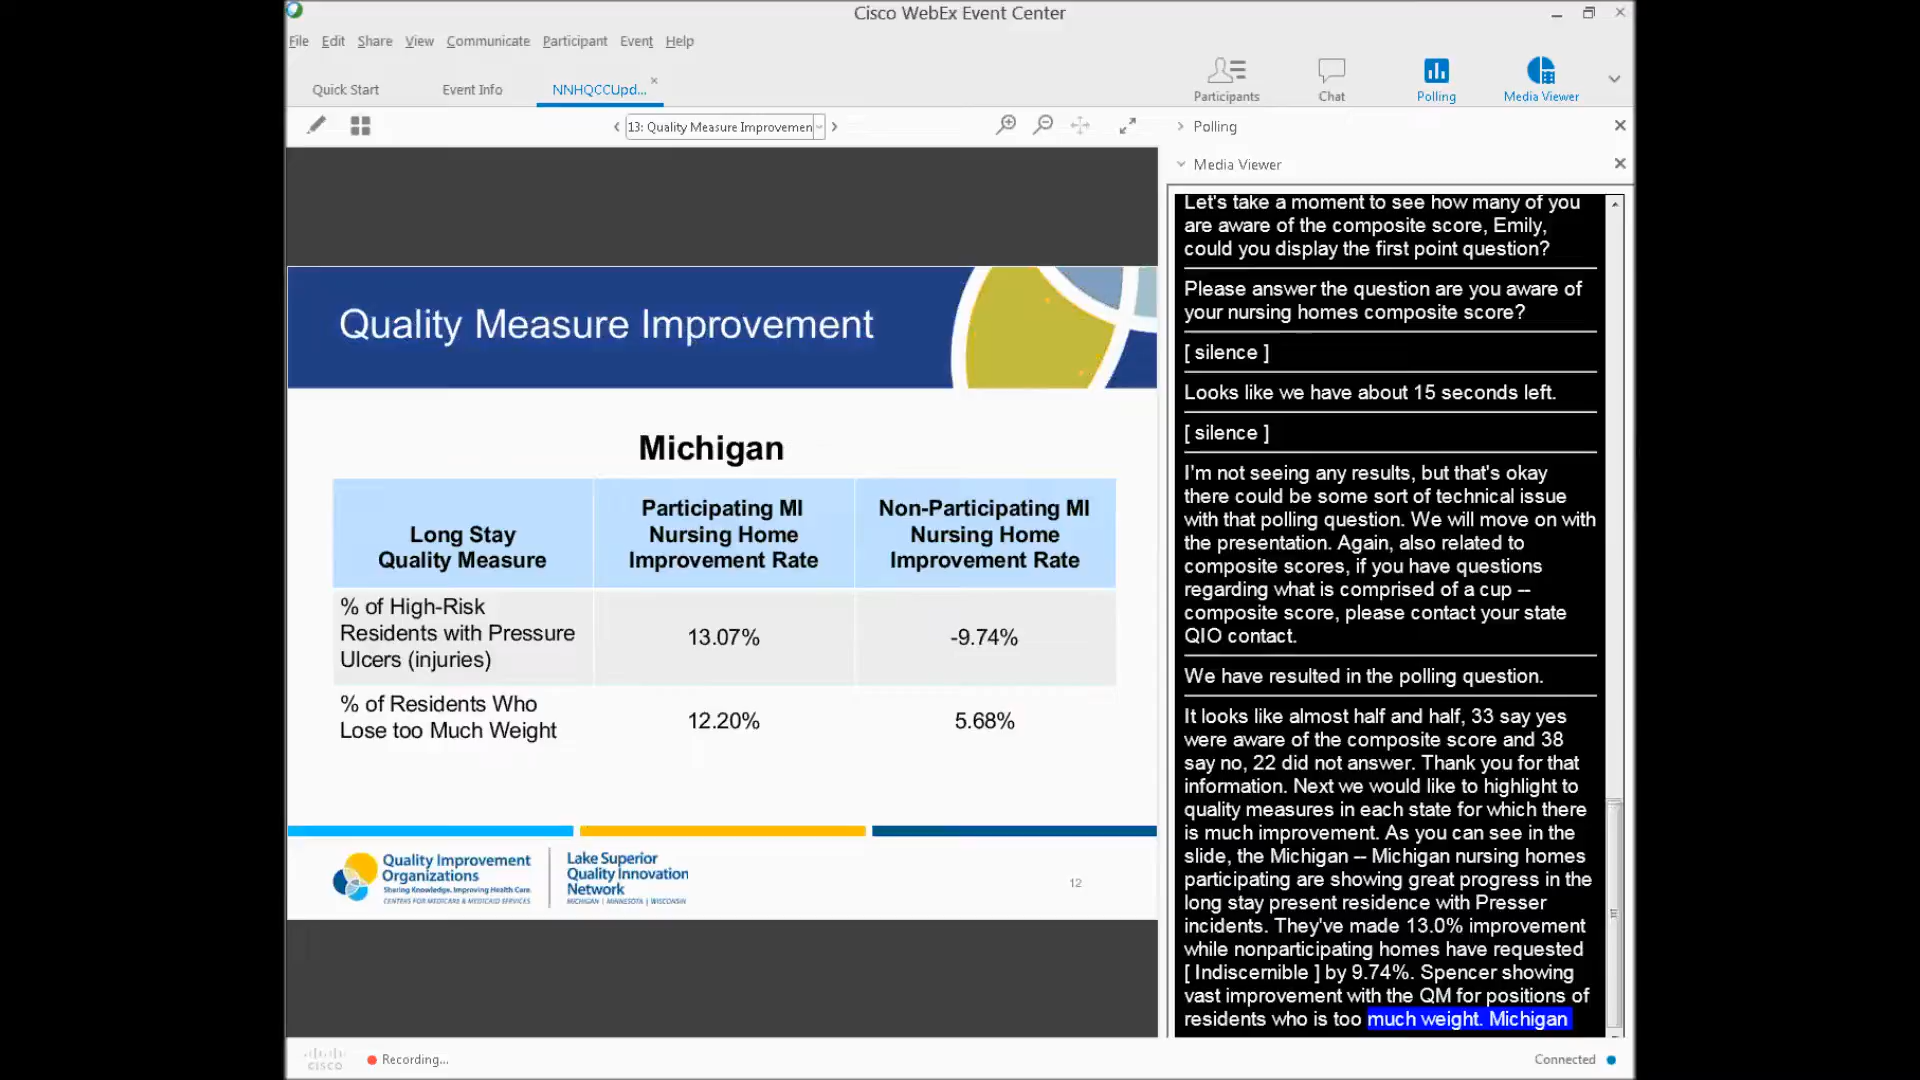 Cisco WebEx Event Center
File Edit Share View Communicate Participant Event Help
Quick Start Event Info NNHQCCUpd...
Participants Chat Polling Media Viewer
13: Quality Measure Improvemen
Polling
Media Viewer
Quality Measure Improvement
Michigan
Long Stay
Quality Measure
Participating MI
Nursing Home
Improvement Rate
Non-Participating MI
Nursing Home
Improvement Rate
% of High-Risk
Residents with Pressure
Ulcers (injuries)
13.07%
-9.74%
% of Residents Who
Lose too Much Weight
12.20%
5.68%
Quality Improvement
Organizations
Sharing Knowledge. Improving Health Care.
CENTERS FOR MEDICARE & MEDICAID SERVICES
Lake Superior
Quality Innovation
Network
MICHIGAN | MINNESOTA | WISCONSIN
12
Let's take a moment to see how many of you
are aware of the composite score, Emily,
could you display the first point question?
Please answer the question are you aware of
your nursing homes composite score?
[ silence ]
Looks like we have about 15 seconds left.
[ silence ]
I'm not seeing any results, but that's okay
there could be some sort of technical issue
with that polling question. We will move on with
the presentation. Again, also related to
composite scores, if you have questions
regarding what is comprised of a cup --
composite score, please contact your state
QIO contact.
We have resulted in the polling question.
It looks like almost half and half, 33 say yes
were aware of the composite score and 38
say no, 22 did not answer. Thank you for that
information. Next we would like to highlight to
quality measures in each state for which there
is much improvement. As you can see in the
slide, the Michigan -- Michigan nursing homes
participating are showing great progress in the
long stay present residence with Presser
incidents. They've made 13.0% improvement
while nonparticipating homes have requested
[ Indiscernible ] by 9.74%. Spencer showing
vast improvement with the QM for positions of
residents who is too much weight. Michigan
cisco
Recording...
Connected